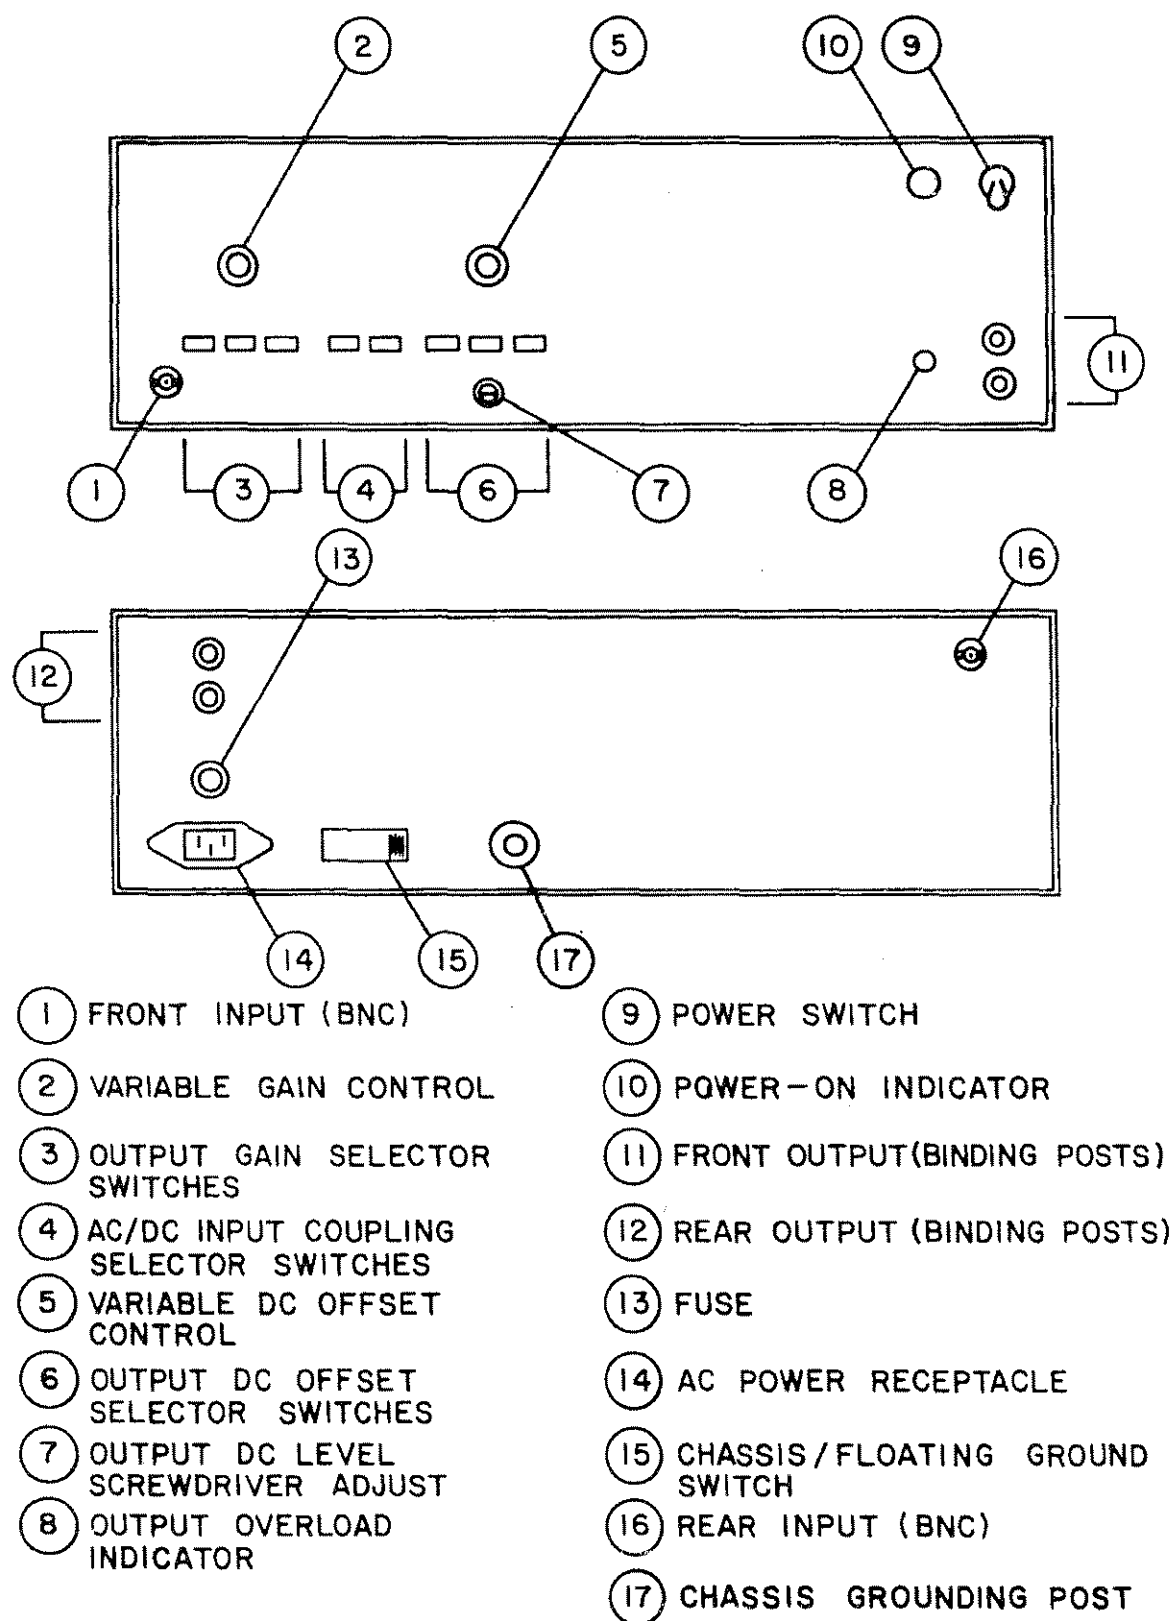 2
5
10
9
11
1
3
4
6
7
8
13
16
12
14
15
17
1 FRONT INPUT (BNC)
2 VARIABLE GAIN CONTROL
3 OUTPUT GAIN SELECTOR
SWITCHES
4 AC/DC INPUT COUPLING
SELECTOR SWITCHES
5 VARIABLE DC OFFSET
CONTROL
6 OUTPUT DC OFFSET
SELECTOR SWITCHES
7 OUTPUT DC LEVEL
SCREWDRIVER ADJUST
8 OUTPUT OVERLOAD
INDICATOR
9 POWER SWITCH
10 POWER-ON INDICATOR
11 FRONT OUTPUT (BINDING POSTS)
12 REAR OUTPUT (BINDING POSTS)
13 FUSE
14 AC POWER RECEPTACLE
15 CHASSIS/FLOATING GROUND
SWITCH
16 REAR INPUT (BNC)
17 CHASSIS GROUNDING POST